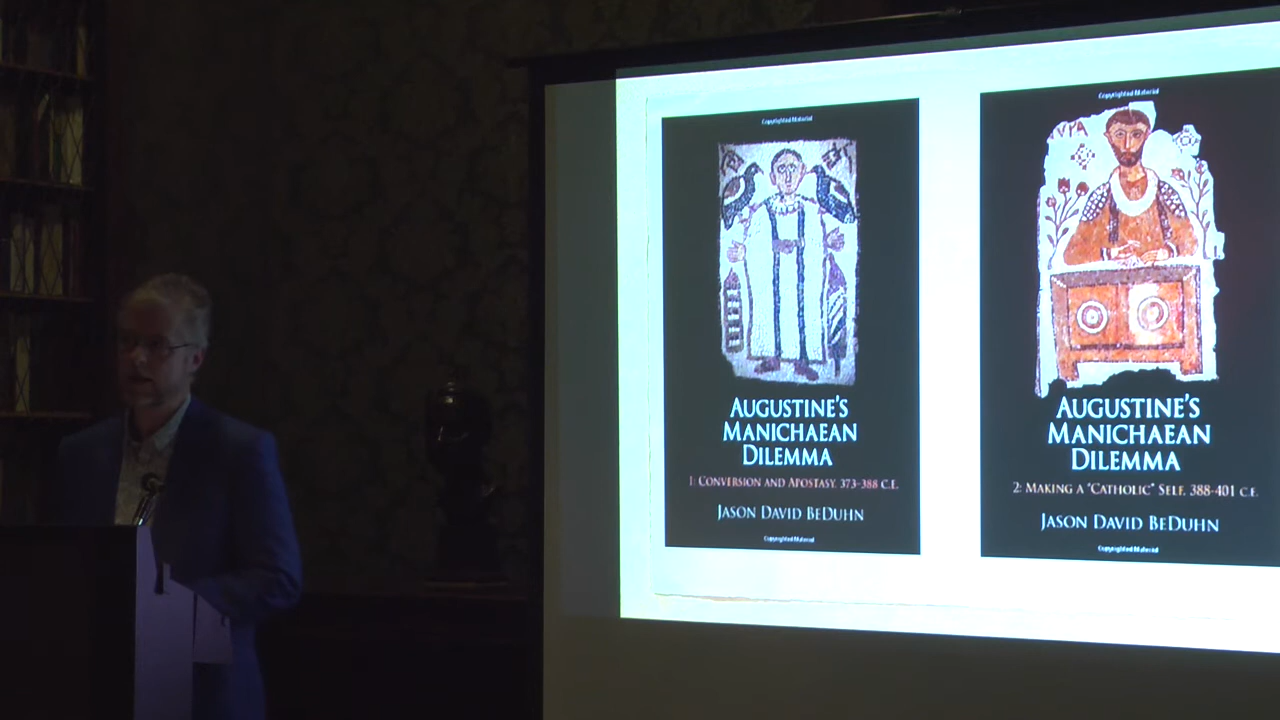 Copyrighted Material
AUGUSTINE'S
MANICHAEAN
DILEMMA
1: CONVERSION AND APOSTASY, 373-388 C.E.
JASON DAVID BEDUHN
Copyrighted Material
Copyrighted Material
AUGUSTINE'S
MANICHAEAN
DILEMMA
2: MAKING A "CATHOLIC" SELF, 388-401 C.E.
JASON DAVID BEDUHN
Copyrighted Material